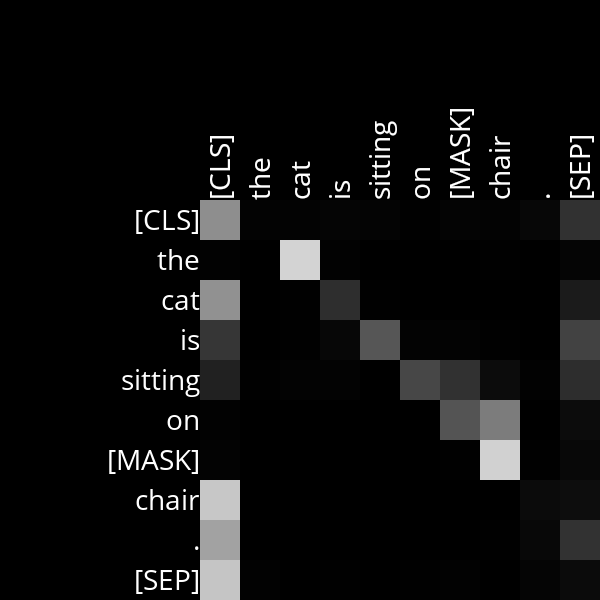 [CLS] the cat is sitting on [MASK] chair . [SEP]
[CLS]
the
cat
is
sitting
on
[MASK]
chair
.
[SEP]